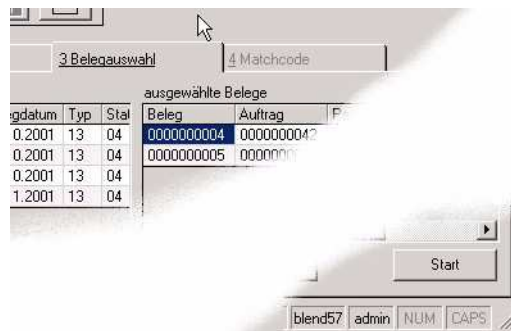 3 Belegauswahl 4 Matchcode
ausgewählte Belege
gdatum Typ Stat Beleg Auftrag
0.2001 13 04 0000000004 0000000042
0.2001 13 04 0000000005
0.2001 13 04
1.2001 13 04
Start
blend57 admin NUM CAPS